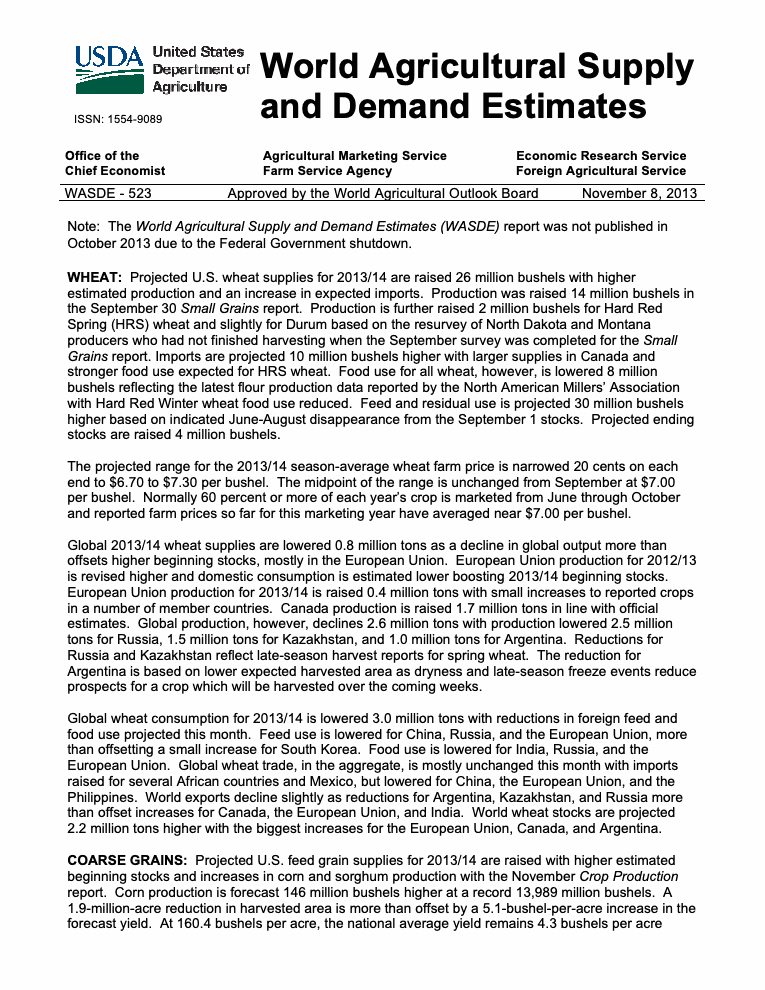 USDA
United States
Department of
Agriculture
World Agricultural Supply
and Demand Estimates
ISSN: 1554-9089
Office of the
Chief Economist
Agricultural Marketing Service
Farm Service Agency
Economic Research Service
Foreign Agricultural Service
WASDE - 523 Approved by the World Agricultural Outlook Board November 8, 2013
Note: The World Agricultural Supply and Demand Estimates (WASDE) report was not published in
October 2013 due to the Federal Government shutdown.
WHEAT: Projected U.S. wheat supplies for 2013/14 are raised 26 million bushels with higher
estimated production and an increase in expected imports. Production was raised 14 million bushels in
the September 30 Small Grains report. Production is further raised 2 million bushels for Hard Red
Spring (HRS) wheat and slightly for Durum based on the resurvey of North Dakota and Montana
producers who had not finished harvesting when the September survey was completed for the Small
Grains report. Imports are projected 10 million bushels higher with larger supplies in Canada and
stronger food use expected for HRS wheat. Food use for all wheat, however, is lowered 8 million
bushels reflecting the latest flour production data reported by the North American Millers' Association
with Hard Red Winter wheat food use reduced. Feed and residual use is projected 30 million bushels
higher based on indicated June-August disappearance from the September 1 stocks. Projected ending
stocks are raised 4 million bushels.
The projected range for the 2013/14 season-average wheat farm price is narrowed 20 cents on each
end to $6.70 to $7.30 per bushel. The midpoint of the range is unchanged from September at $7.00
per bushel. Normally 60 percent or more of each year's crop is marketed from June through October
and reported farm prices so far for this marketing year have averaged near $7.00 per bushel.
Global 2013/14 wheat supplies are lowered 0.8 million tons as a decline in global output more than
offsets higher beginning stocks, mostly in the European Union. European Union production for 2012/13
is revised higher and domestic consumption is estimated lower boosting 2013/14 beginning stocks.
European Union production for 2013/14 is raised 0.4 million tons with small increases to reported crops
in a number of member countries. Canada production is raised 1.7 million tons in line with official
estimates. Global production, however, declines 2.6 million tons with production lowered 2.5 million
tons for Russia, 1.5 million tons for Kazakhstan, and 1.0 million tons for Argentina. Reductions for
Russia and Kazakhstan reflect late-season harvest reports for spring wheat. The reduction for
Argentina is based on lower expected harvested area as dryness and late-season freeze events reduce
prospects for a crop which will be harvested over the coming weeks.
Global wheat consumption for 2013/14 is lowered 3.0 million tons with reductions in foreign feed and
food use projected this month. Feed use is lowered for China, Russia, and the European Union, more
than offsetting a small increase for South Korea. Food use is lowered for India, Russia, and the
European Union. Global wheat trade, in the aggregate, is mostly unchanged this month with imports
raised for several African countries and Mexico, but lowered for China, the European Union, and the
Philippines. World exports decline slightly as reductions for Argentina, Kazakhstan, and Russia more
than offset increases for Canada, the European Union, and India. World wheat stocks are projected
2.2 million tons higher with the biggest increases for the European Union, Canada, and Argentina.
COARSE GRAINS: Projected U.S. feed grain supplies for 2013/14 are raised with higher estimated
beginning stocks and increases in corn and sorghum production with the November Crop Production
report. Corn production is forecast 146 million bushels higher at a record 13,989 million bushels. A
1.9-million-acre reduction in harvested area is more than offset by a 5.1-bushel-per-acre increase in the
forecast yield. At 160.4 bushels per acre, the national average yield remains 4.3 bushels per acre